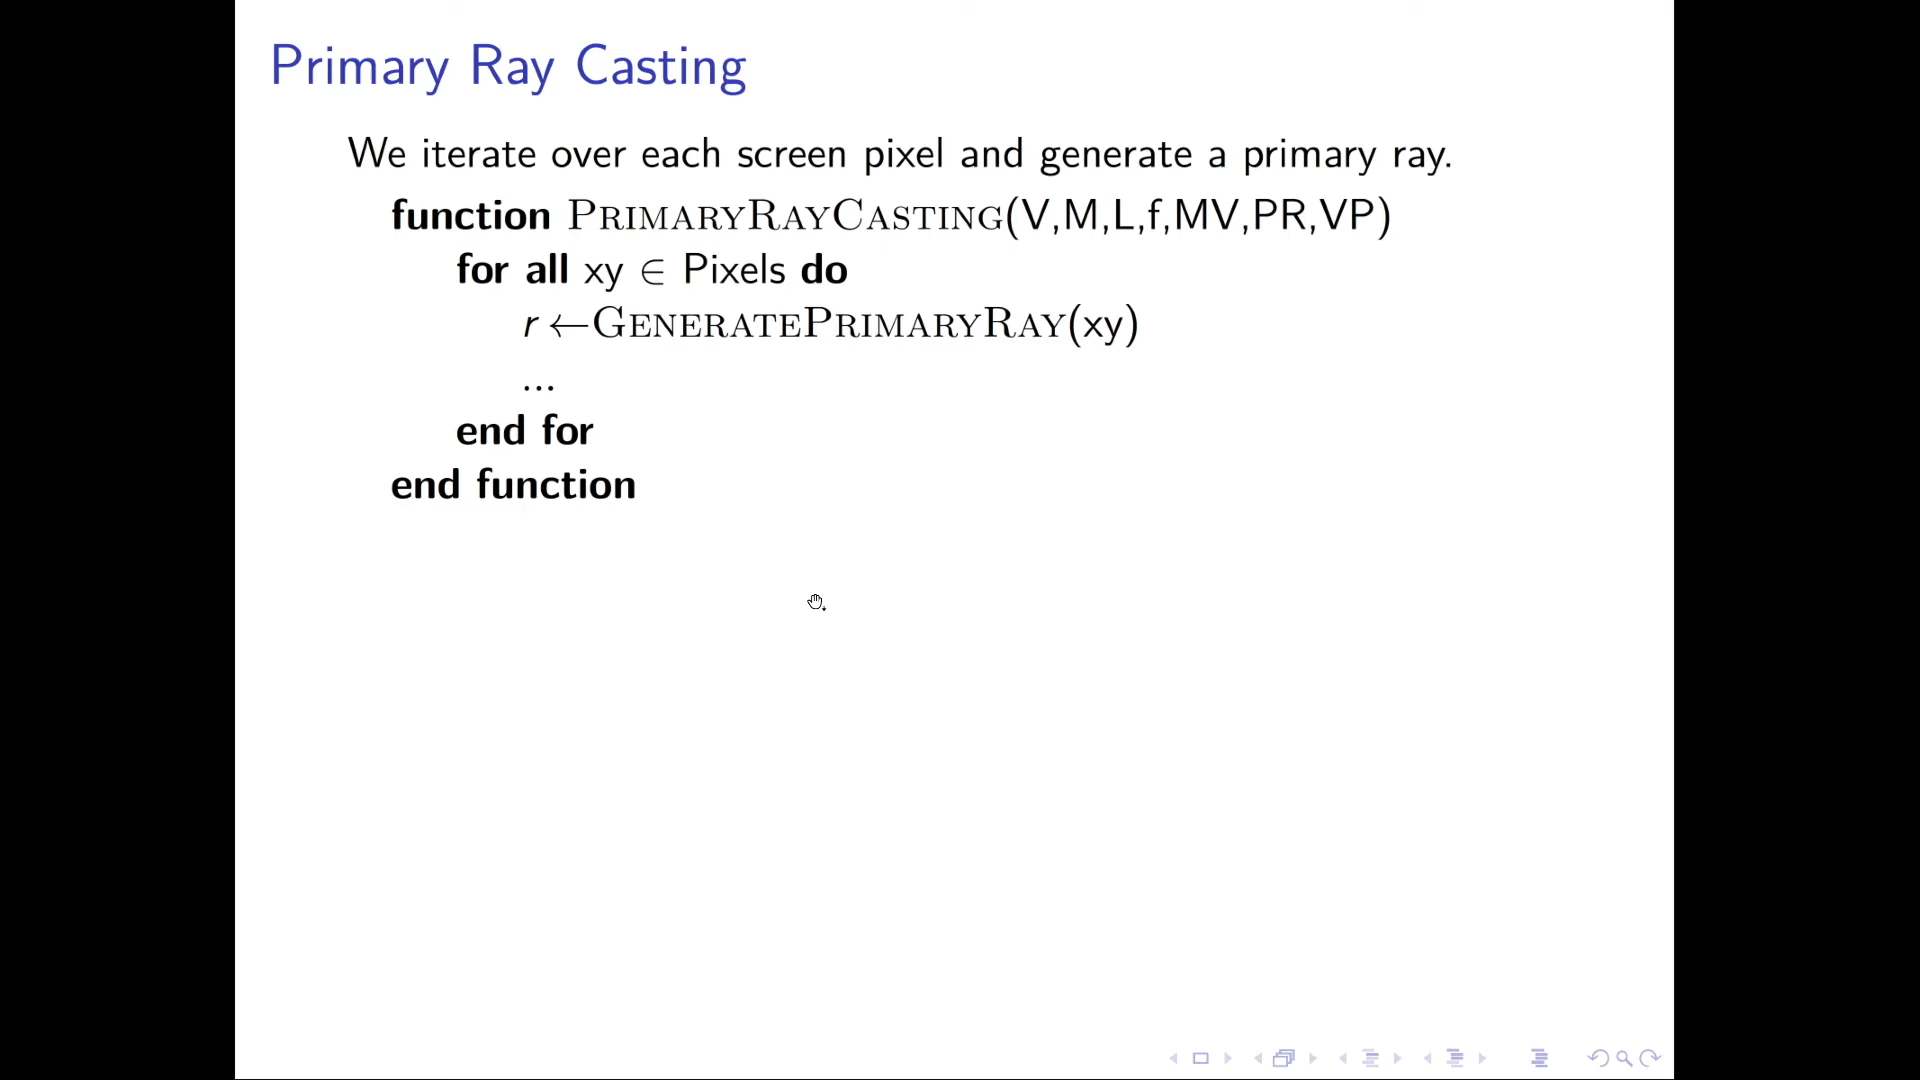 Primary Ray Casting
We iterate over each screen pixel and generate a primary ray.
function PrimaryRayCasting(V,M,L,f,MV,PR,VP)
for all xy ∈ Pixels do
r ←GeneratePrimaryRay(xy)
...
end for
end function